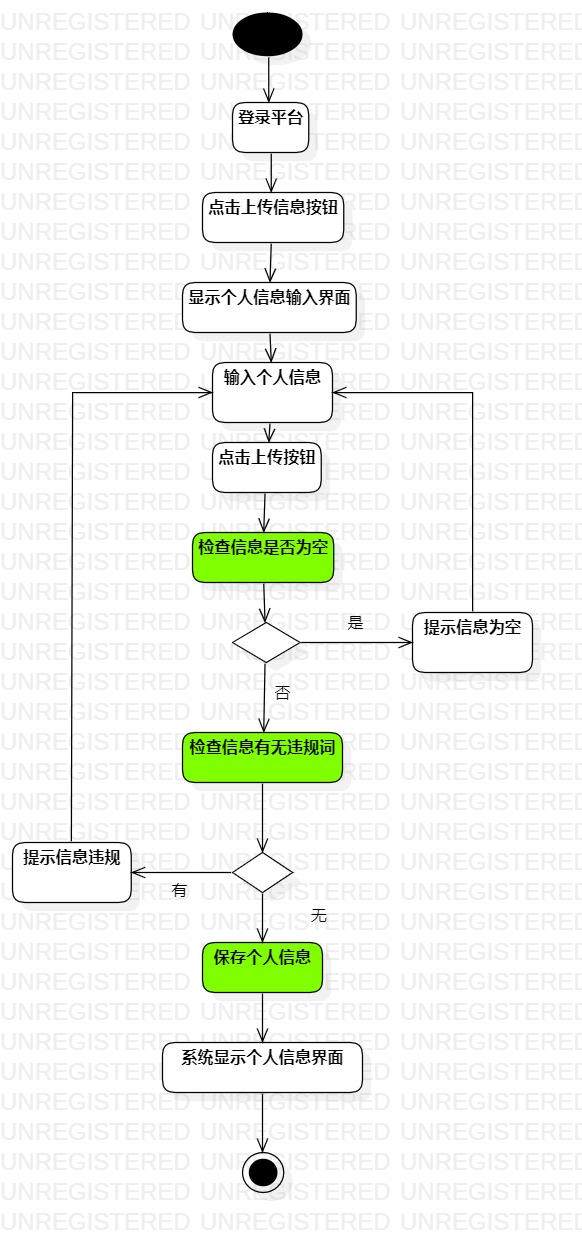 登录平台
点击上传信息按钮
显示个人信息输入界面
输入个人信息
点击上传按钮
检查信息是否为空
是
提示信息为空
否
检查信息有无违规词
提示信息违规
有
无
保存个人信息
系统显示个人信息界面
UNREGISTERED